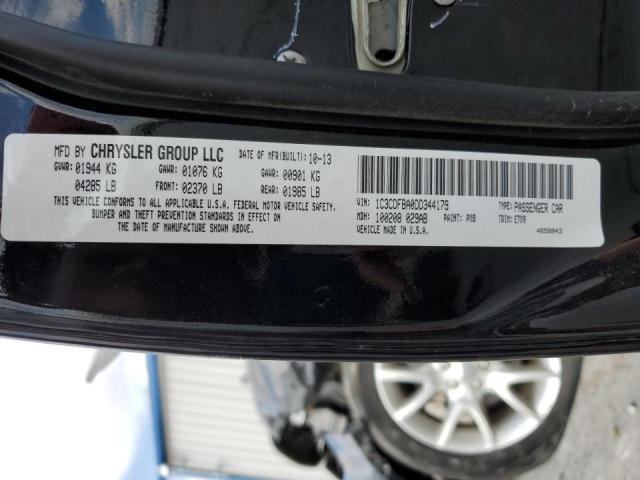 MFD BY CHRYSLER GROUP LLC DATE OF MFR(BUILT): 10-13
GVWR: 01944 KG GAWR: 01076 KG GAWR: 00901 KG
04285 LB FRONT: 02370 LB REAR: 01985 LB
THIS VEHICLE CONFORMS TO ALL APPLICABLE U.S.A. FEDERAL MOTOR VEHICLE SAFETY,
BUMPER AND THEFT PREVENTION STANDARDS IN EFFECT ON
THE DATE OF MANUFACTURE SHOWN ABOVE.
VIN: 1C3CDFBA0DD344179 TYPE: PASSENGER CAR
MDH: 100208 029AB PAINT: PXB TRIM: E7X9
MADE IN U.S.A. 4658843